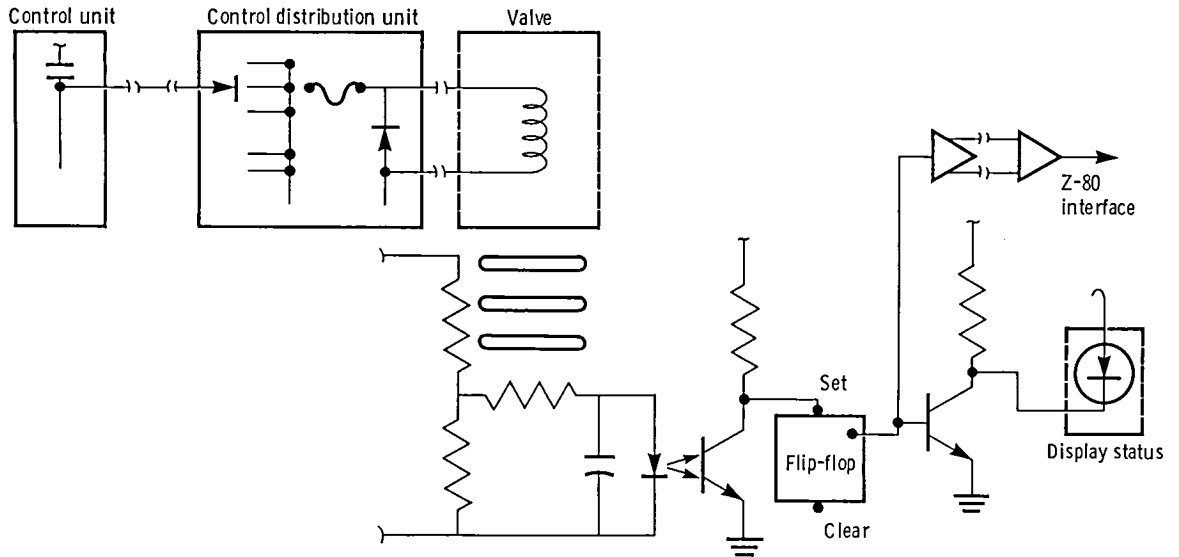 Control unit
Control distribution unit
Valve
Z-80
interface
Set
Flip-flop
Clear
Display status